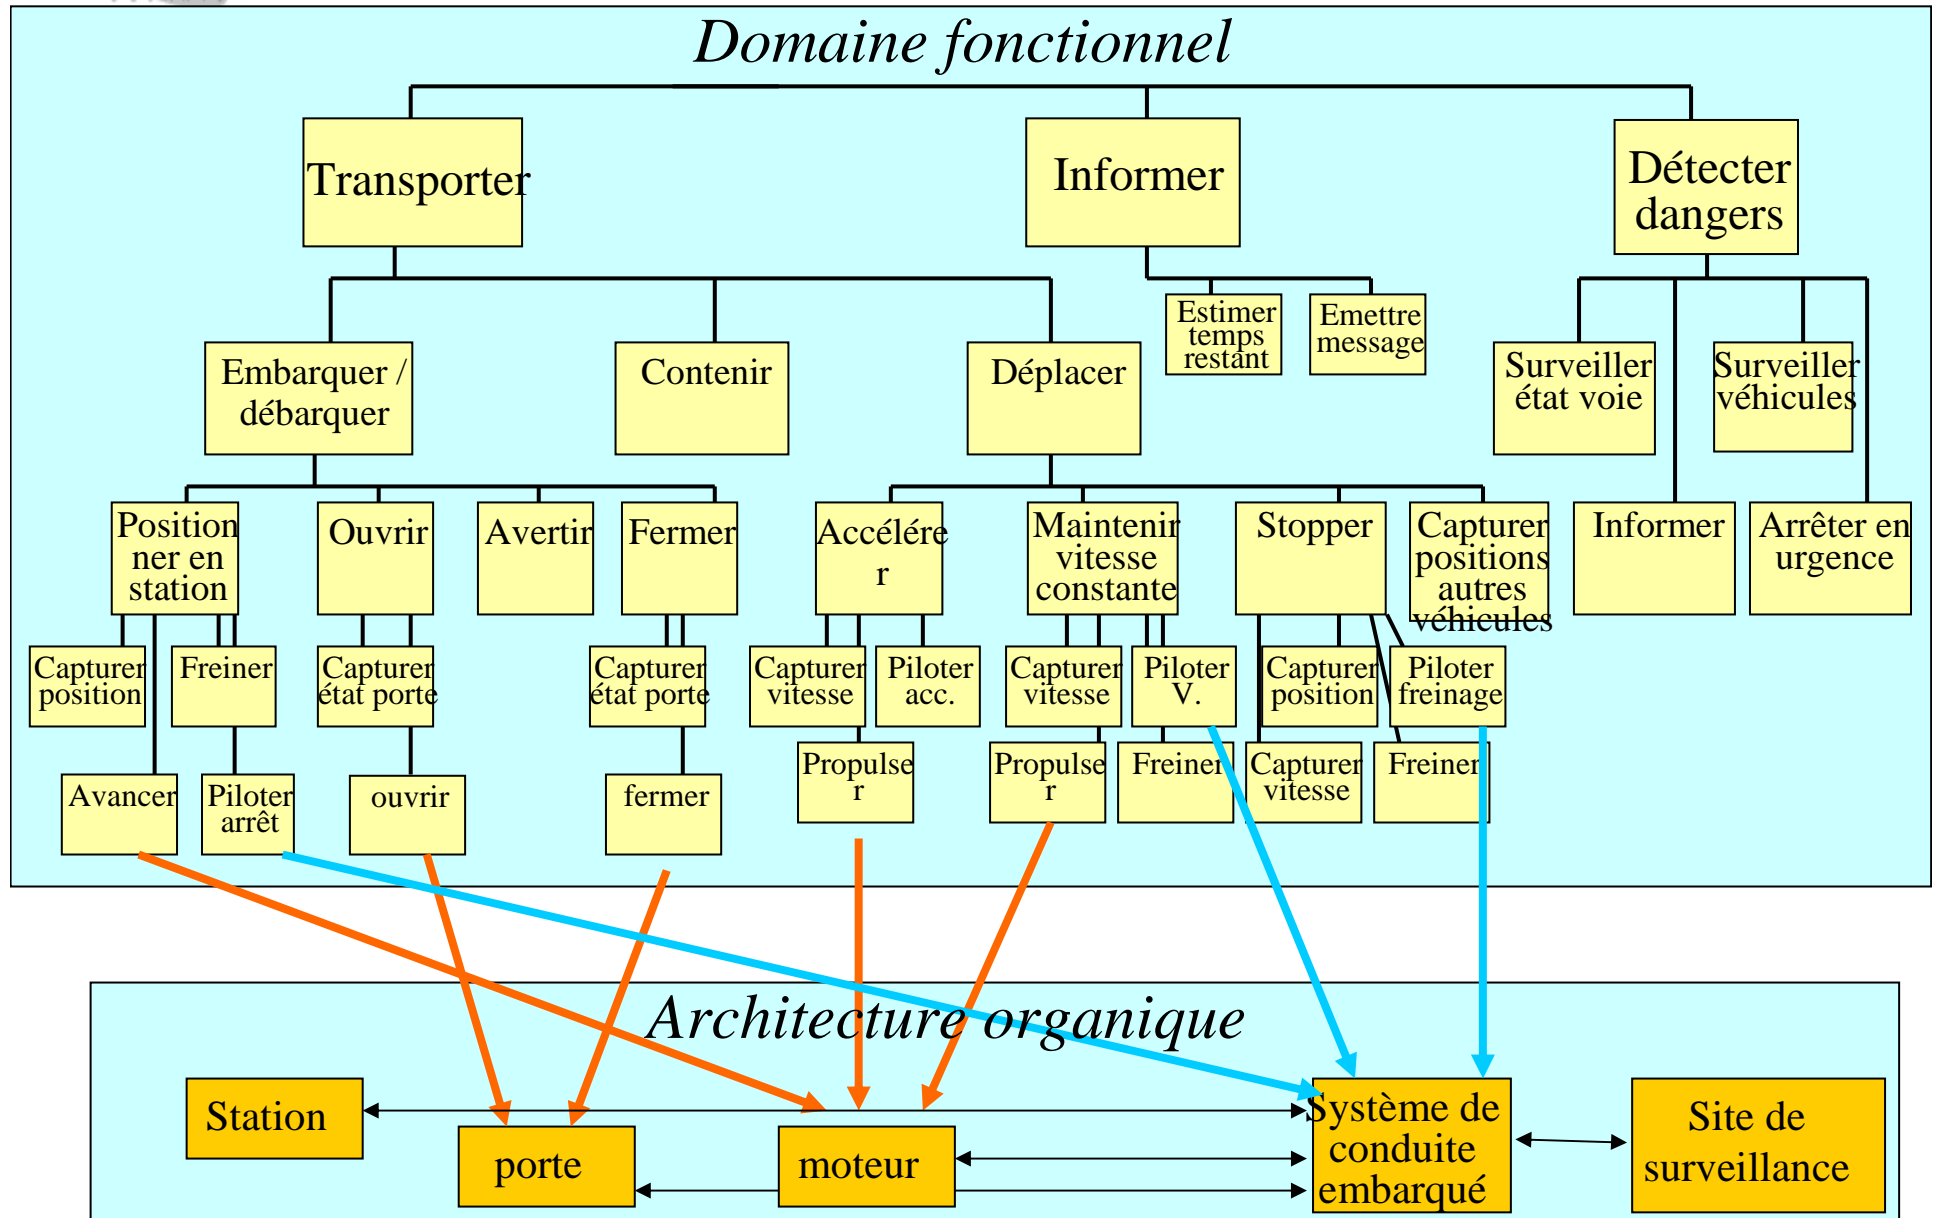 Domaine fonctionnel
Transporter
Informer
Détecter
dangers
Estimer
temps
restant
Emettre
message
Embarquer /
débarquer
Contenir
Déplacer
Surveiller
état voie
Surveiller
véhicules
Position
ner en
station
Ouvrir
Avertir
Fermer
Accélére
r
Maintenir
vitesse
constante
Stopper
Capturer
positions
autres
véhicules
Informer
Arrêter en
urgence
Capturer
position
Freiner
Capturer
état porte
Capturer
état porte
Capturer
vitesse
Piloter
acc.
Capturer
vitesse
Piloter
V.
Capturer
position
Piloter
freinage
Avancer
Piloter
arrêt
ouvrir
fermer
Propulse
r
Propulse
r
Freiner
Capturer
vitesse
Freiner
Architecture organique
Station
porte
moteur
Système de
conduite
embarqué
Site de
surveillance